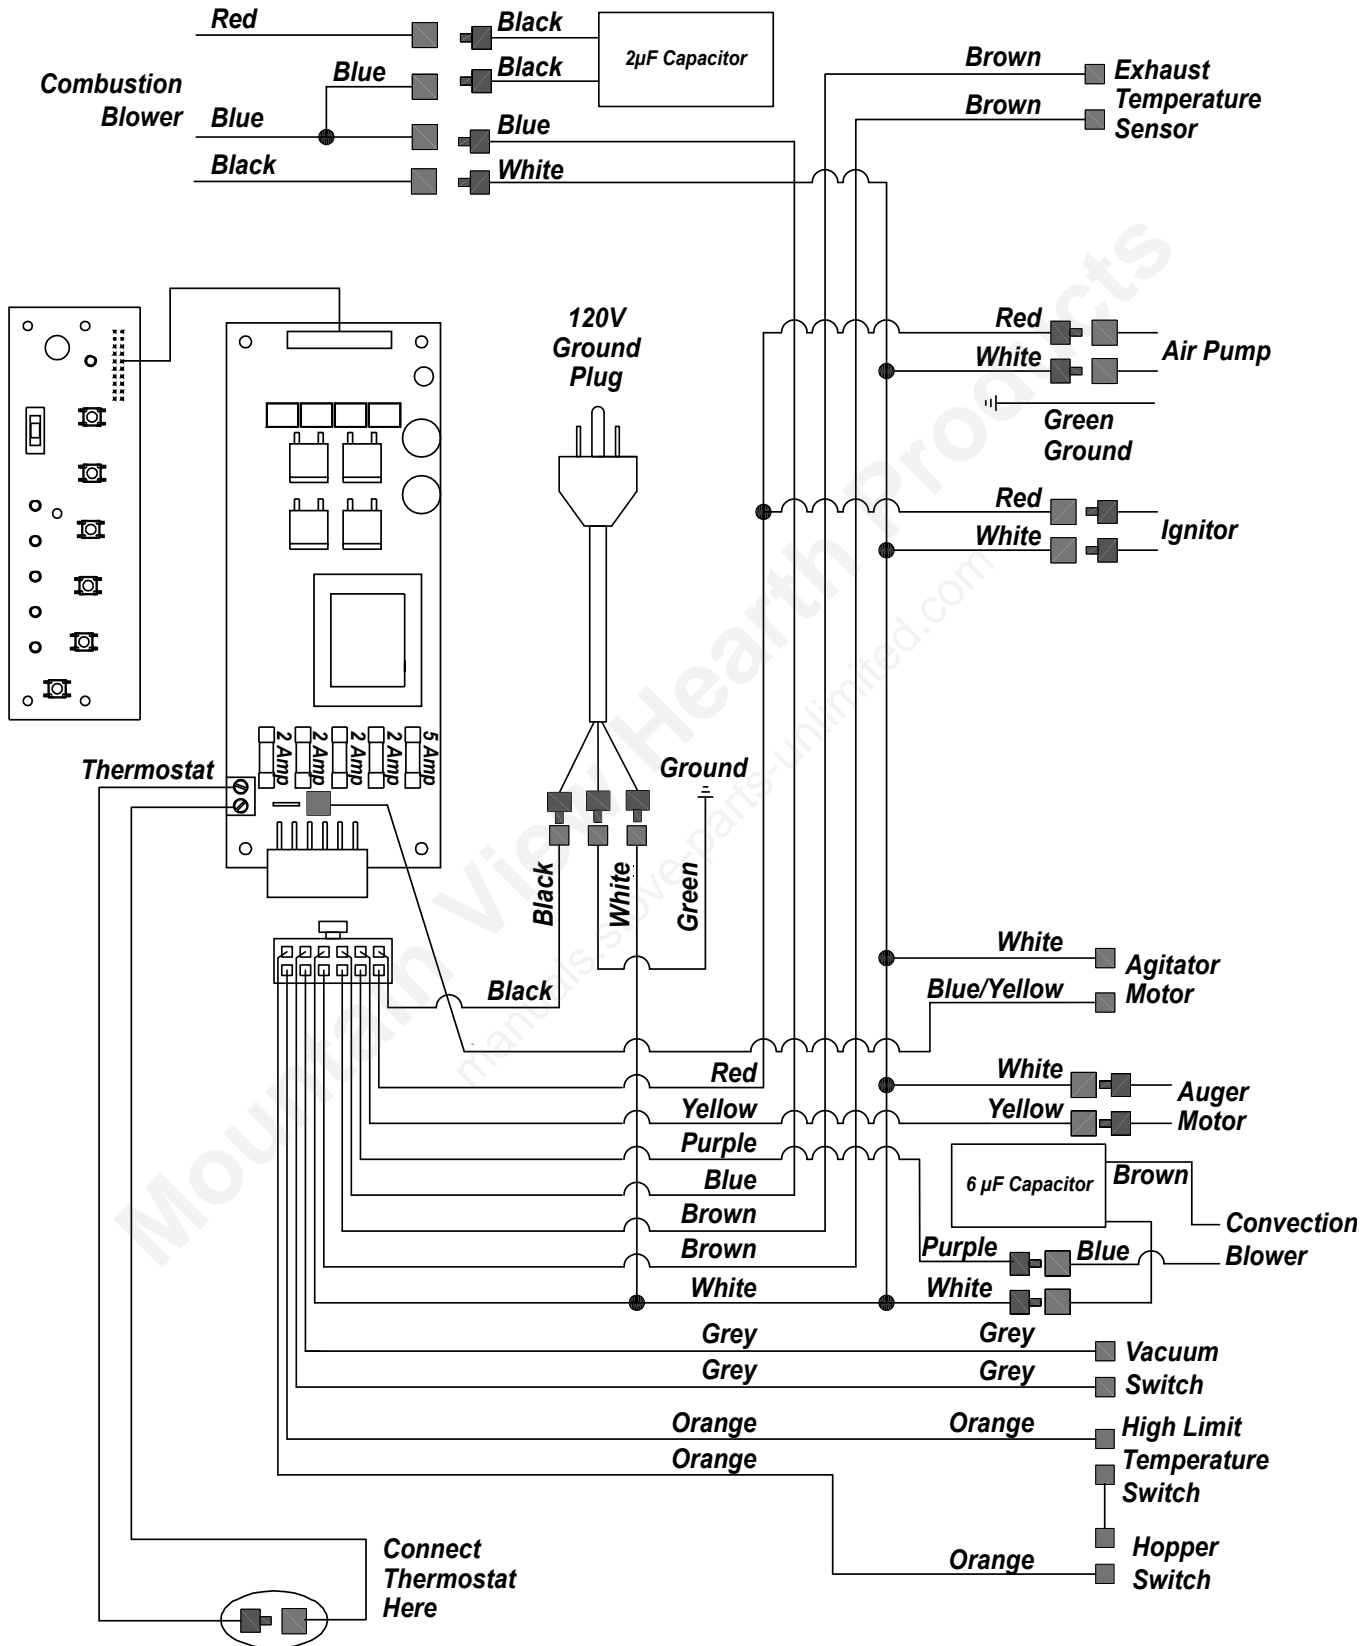 Red
Black
2µF Capacitor
Brown
Exhaust
Temperature
Sensor
Blue
Black
Combustion
Blower
Brown
Blue
Blue
Black
White
120V
Ground
Plug
Red
White
Air Pump
Green
Ground
Red
White
Ignitor
2 Amp
2 Amp
2 Amp
2 Amp
5 Amp
Thermostat
Ground
Black
White
Green
White
Agitator
Motor
Blue/Yellow
Black
Red
White
Auger
Motor
Yellow
Yellow
Purple
6 µF Capacitor
Brown
Blue
Brown
Convection
Blower
Purple
Blue
Brown
White
White
Grey
Grey
Vacuum
Switch
Grey
Grey
Orange
Orange
High Limit
Temperature
Switch
Orange
Connect
Thermostat
Here
Orange
Hopper
Switch
Mountain View Hearth Products
manuals.stove-parts-unlimited.com